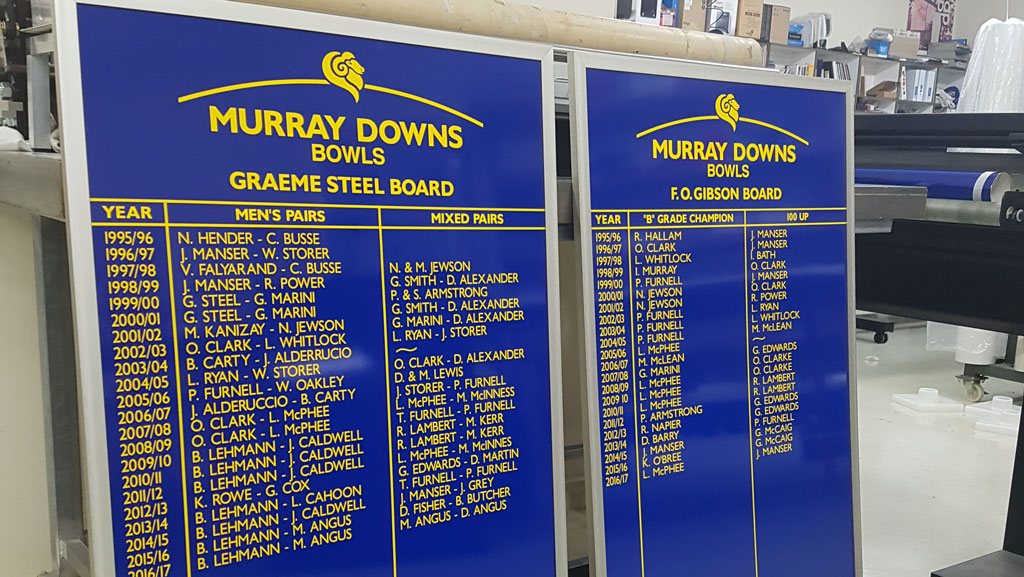 MURRAY DOWNS
BOWLS
GRAEME STEEL BOARD
YEAR MEN'S PAIRS MIXED PAIRS
1995/96 N. HENDER - C. BUSSE
1996/97 J. MANSER - W. STORER
1997/98 V. FALYARAND - C. BUSSE N. & M. JEWSON
1998/99 J. MANSER - R. POWER G. SMITH - D. ALEXANDER
1999/00 G. STEEL - G. MARINI P. & S. ARMSTRONG
2000/01 G. STEEL - G. MARINI G. SMITH - D. ALEXANDER
2001/02 M. KANIZAY - N. JEWSON G. MARINI - D. ALEXANDER
2002/03 O. CLARK - L. WHITLOCK L. RYAN - J. STORER
2003/04 B. CARTY - J. ALDERRUCIO ~
2004/05 L. RYAN - W. STORER O. CLARK - D. ALEXANDER
2005/06 P. FURNELL - W. OAKLEY D. & M. LEWIS
2006/07 J. ALDERUCCIO - B. CARTY J. STORER - P. FURNELL
2007/08 O. CLARK - L. McPHEE L. McPHEE - M. McINNESS
2008/09 O. CLARK - L. McPHEE T. FURNELL - P. FURNELL
2009/10 B. LEHMANN - J. CALDWELL R. LAMBERT - M. KERR
2010/11 B. LEHMANN - J. CALDWELL R. LAMBERT - M. KERR
2011/12 B. LEHMANN - J. CALDWELL L. McPHEE - M. McINNES
2012/13 K. ROWE - G. COX G. EDWARDS - D. MARTIN
2013/14 B. LEHMANN - L. CAHOON T. FURNELL - P. FURNELL
2014/15 B. LEHMANN - J. CALDWELL J. MANSER - J. GREY
2015/16 B. LEHMANN - M. ANGUS D. FISHER - B. BUTCHER
2016/17 B. LEHMANN - M. ANGUS M. ANGUS - D. ANGUS
MURRAY DOWNS
BOWLS
F. O. GIBSON BOARD
YEAR "B" GRADE CHAMPION 100 UP
1995/96 R. HALLAM J. MANSER
1996/97 O. CLARK J. MANSER
1997/98 L. WHITLOCK I. BATH
1998/99 I. MURRAY O. CLARK
1999/00 P. FURNELL J. MANSER
2000/01 N. JEWSON O. CLARK
2001/02 N. JEWSON R. POWER
2002/03 P. FURNELL L. RYAN
2003/04 P. FURNELL L. WHITLOCK
2004/05 P. FURNELL M. McLEAN
2005/06 L. McPHEE ~
2006/07 M. McLEAN G. EDWARDS
2007/08 G. MARINI O. CLARKE
2008/09 L. McPHEE O. CLARKE
2009 10 L. McPHEE R. LAMBERT
2010/11 L. McPHEE R. LAMBERT
2011/12 P. ARMSTRONG G. EDWARDS
2012/13 R. NAPIER G. EDWARDS
2013/14 D. BARRY P. FURNELL
2014/15 J. MANSER G. McCAIG
2015/16 K. O'BREE G. McCAIG
2016/17 L. McPHEE J. MANSER